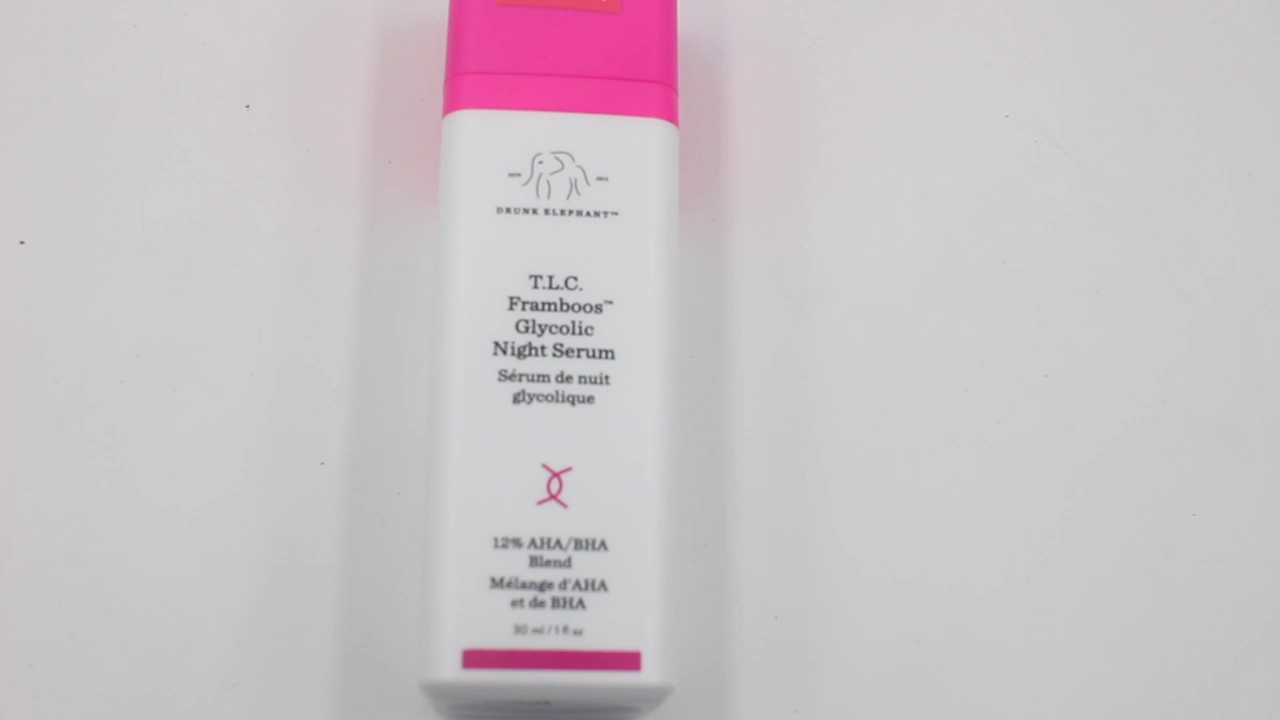 DRUNK ELEPHANT™
T.L.C.
Framboos™
Glycolic
Night Serum
Sérum de nuit
glycolique
12% AHA/BHA
Blend
Mélange d'AHA
et de BHA
30 ml / 1 fl oz